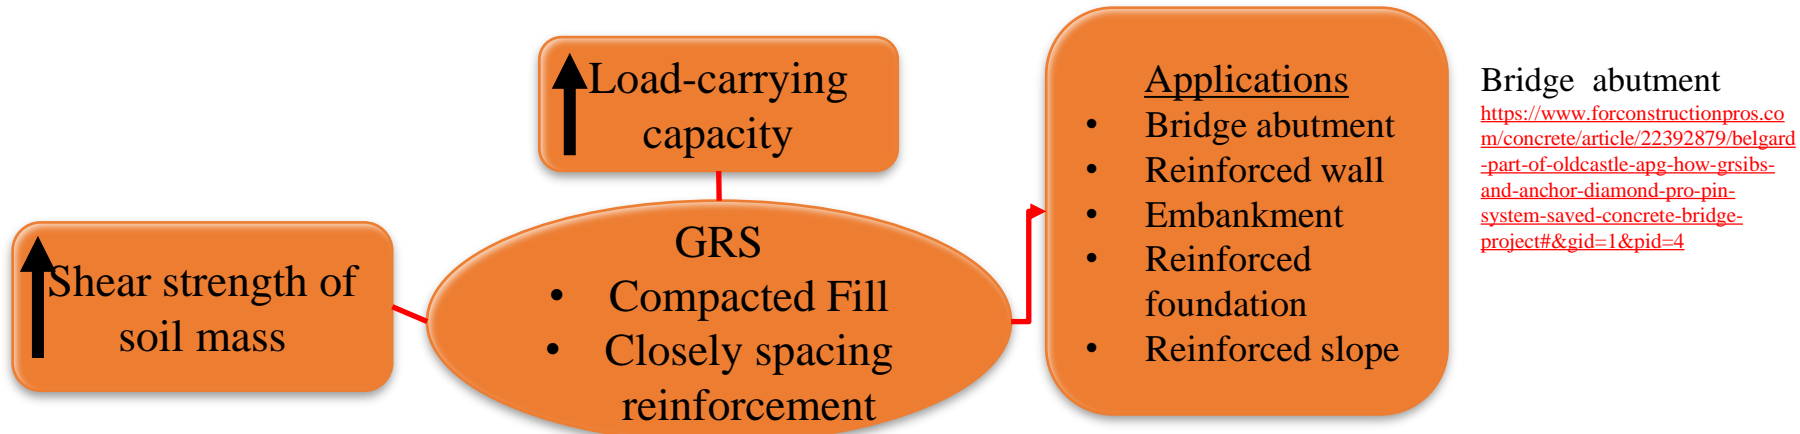 Load-carrying
capacity
Shear strength of
soil mass
GRS
• Compacted Fill
• Closely spacing
reinforcement
Applications
• Bridge abutment
• Reinforced wall
• Embankment
• Reinforced
foundation
• Reinforced slope
Bridge abutment
https://www.forconstructionpros.co
m/concrete/article/22392879/belgard
-part-of-oldcastle-apg-how-grsibs-
and-anchor-diamond-pro-pin-
system-saved-concrete-bridge-
project#&gid=1&pid=4